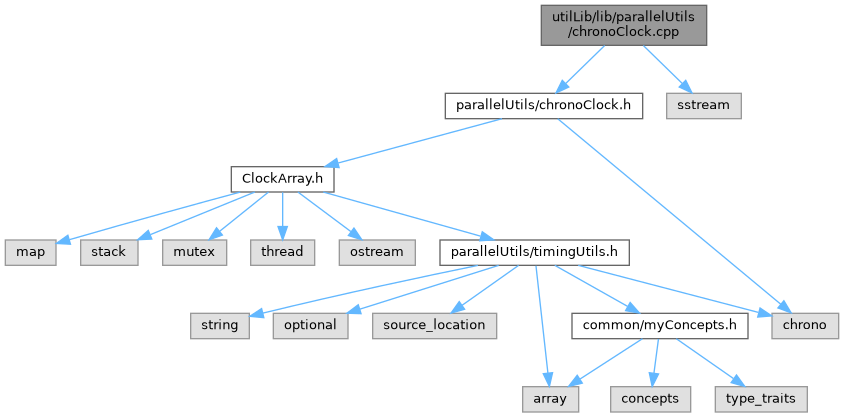 utilLib/lib/parallelUtils
/chronoClock.cpp
parallelUtils/chronoClock.h
sstream
ClockArray.h
map
stack
mutex
thread
ostream
parallelUtils/timingUtils.h
string
optional
source_location
common/myConcepts.h
chrono
array
concepts
type_traits